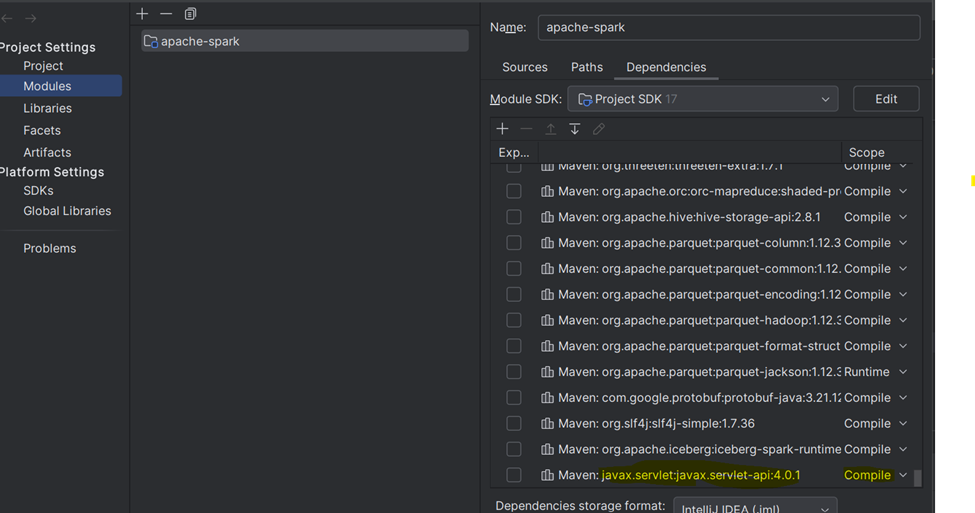 Project Settings
Project
Modules
Libraries
Facets
Artifacts
Platform Settings
SDKs
Global Libraries
Problems
apache-spark
Name: apache-spark
Sources Paths Dependencies
Module SDK: Project SDK 17 Edit
Exp... Scope
Maven: org.threeten:threeten-extra:1.7.1 Compile
Maven: org.apache.orc:orc-mapreduce:shaded-pr Compile
Maven: org.apache.hive:hive-storage-api:2.8.1 Compile
Maven: org.apache.parquet:parquet-column:1.12.3 Compile
Maven: org.apache.parquet:parquet-common:1.12. Compile
Maven: org.apache.parquet:parquet-encoding:1.12 Compile
Maven: org.apache.parquet:parquet-hadoop:1.12.3 Compile
Maven: org.apache.parquet:parquet-format-struct Compile
Maven: org.apache.parquet:parquet-jackson:1.12.3 Runtime
Maven: com.google.protobuf:protobuf-java:3.21.12 Compile
Maven: org.slf4j:slf4j-simple:1.7.36 Compile
Maven: org.apache.iceberg:iceberg-spark-runtime Compile
Maven: javax.servlet:javax.servlet-api:4.0.1 Compile
Dependencies storage format: IntelliJ IDEA (.iml)